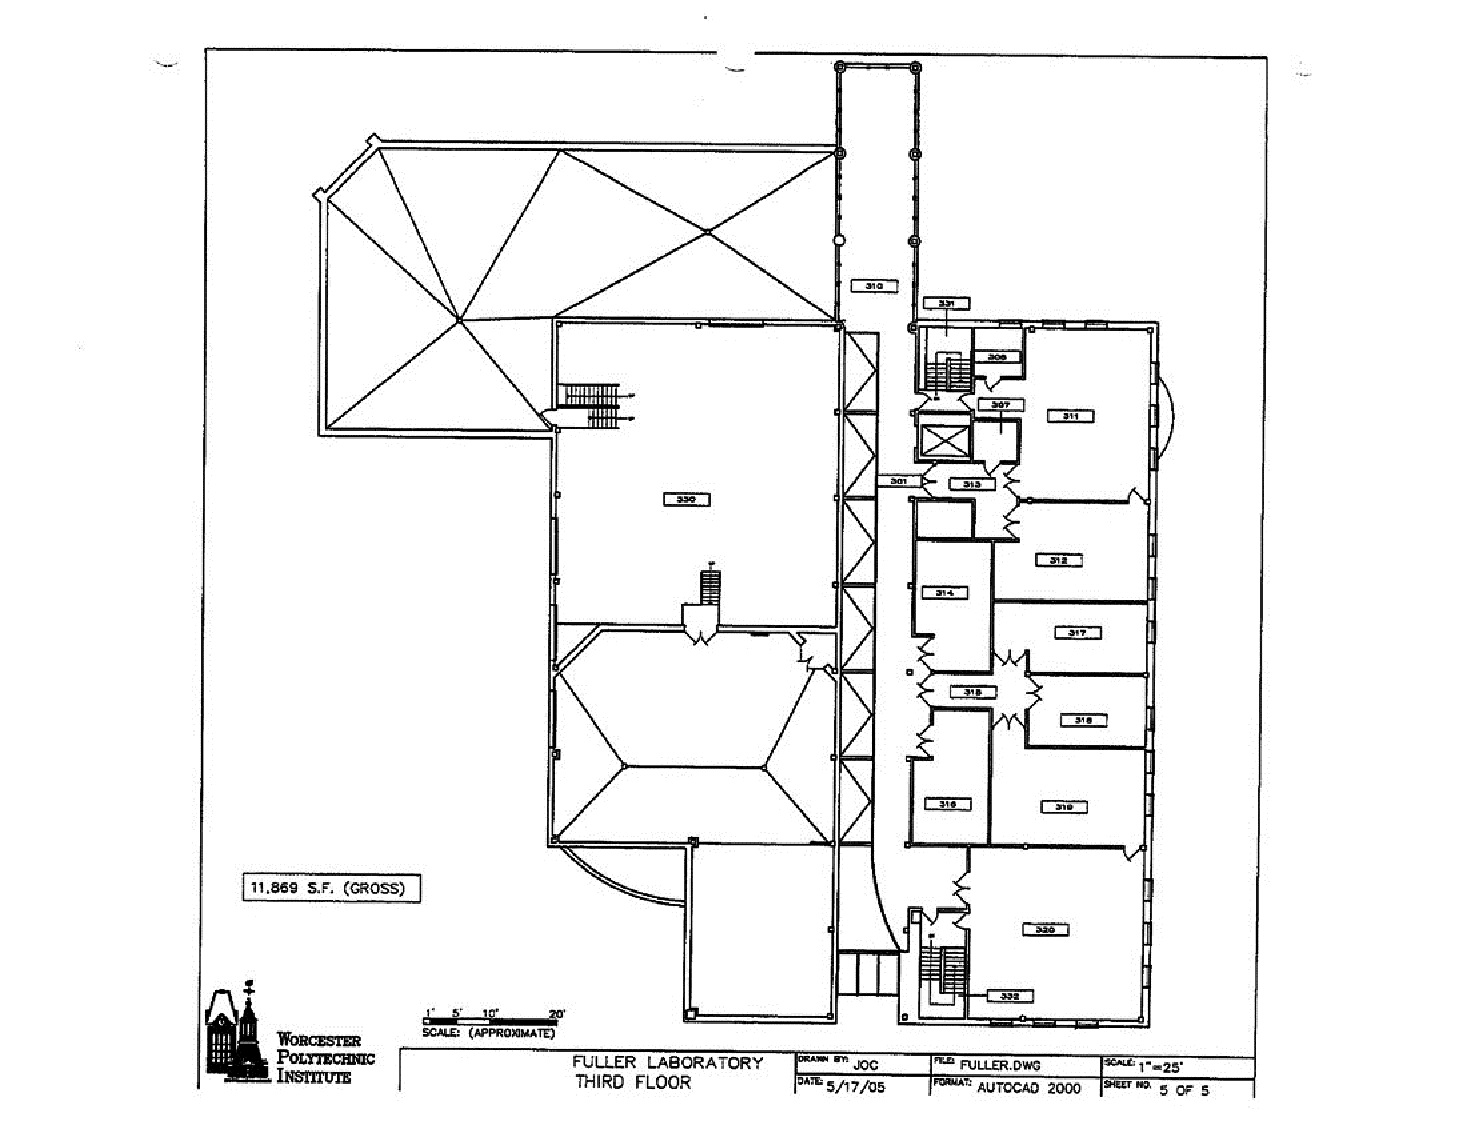 310
331
308
307
311
301
313
330
312
314
317
315
318
316
319
11,869 S.F. (GROSS)
320
332
1' 5' 10' 20'
SCALE: (APPROXIMATE)
WORCESTER
POLYTECHNIC
INSTITUTE
FULLER LABORATORY
THIRD FLOOR
DRAWN BY: JOC
FILE: FULLER.DWG
SCALE: 1"=25'
DATE: 5/17/05
FORMAT: AUTOCAD 2000
SHEET NO. 5 OF 5